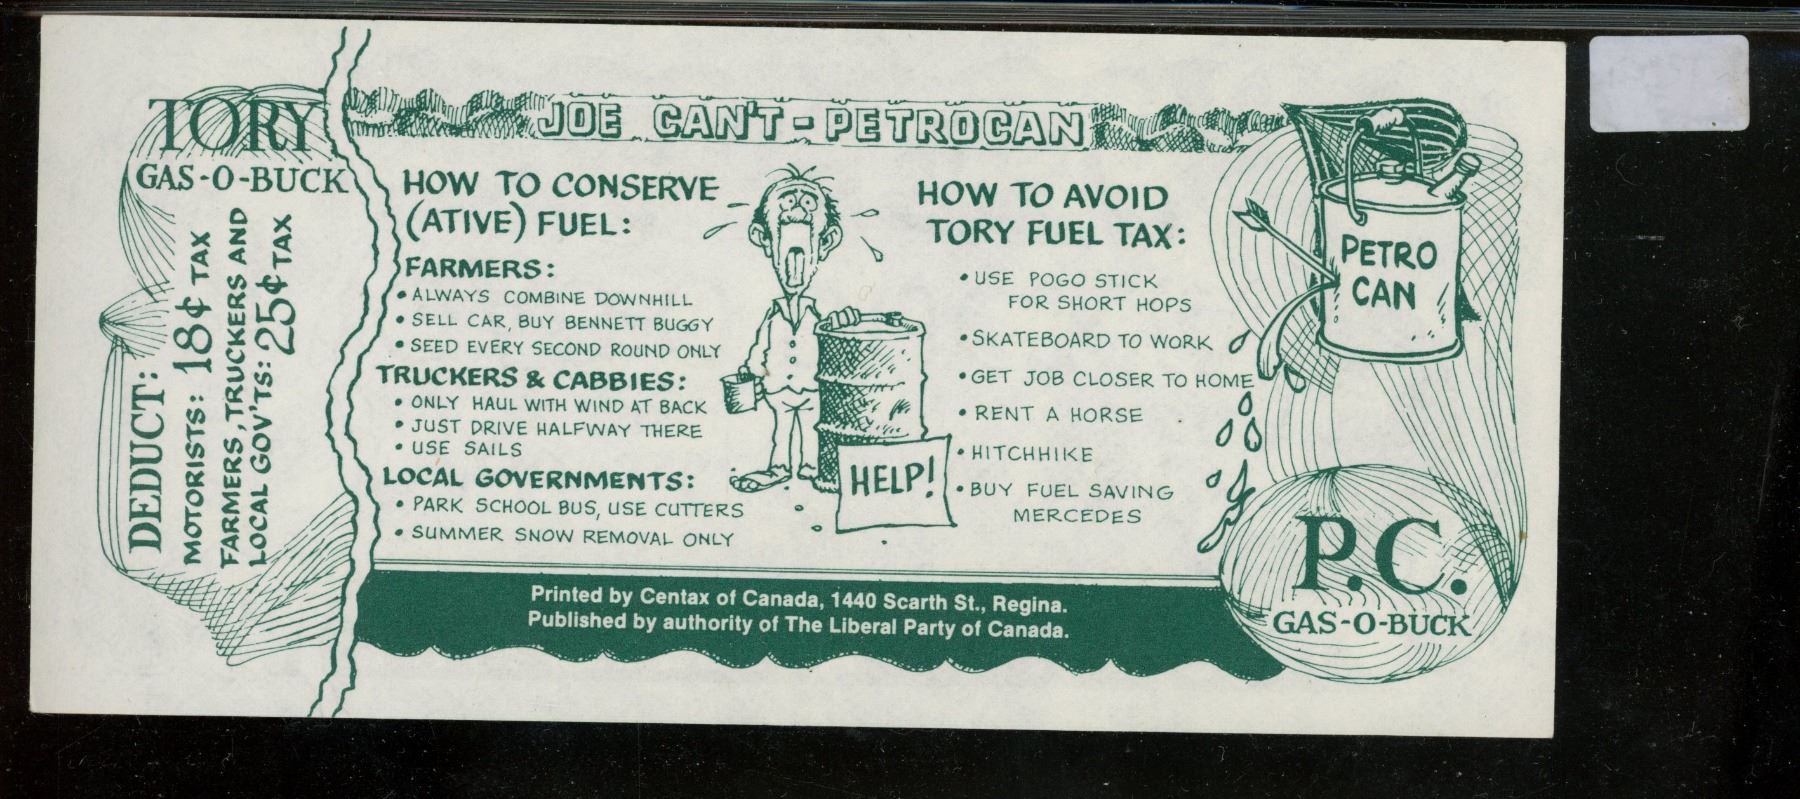 TORY
GAS-O-BUCK
DEDUCT:
MOTORISTS: 18¢ TAX
FARMERS, TRUCKERS AND
LOCAL GOV'TS: 25¢ TAX
JOE CAN'T - PETROCAN
HOW TO CONSERVE
(ATIVE) FUEL:
FARMERS:
• ALWAYS COMBINE DOWNHILL
• SELL CAR, BUY BENNETT BUGGY
• SEED EVERY SECOND ROUND ONLY
TRUCKERS & CABBIES:
• ONLY HAUL WITH WIND AT BACK
• JUST DRIVE HALFWAY THERE
• USE SAILS
LOCAL GOVERNMENTS:
• PARK SCHOOL BUS, USE CUTTERS
• SUMMER SNOW REMOVAL ONLY
HELP!
HOW TO AVOID
TORY FUEL TAX:
• USE POGO STICK
FOR SHORT HOPS
• SKATEBOARD TO WORK
• GET JOB CLOSER TO HOME
• RENT A HORSE
• HITCHHIKE
• BUY FUEL SAVING
MERCEDES
PETRO
CAN
P.C.
GAS-O-BUCK
Printed by Centax of Canada, 1440 Scarth St., Regina.
Published by authority of The Liberal Party of Canada.